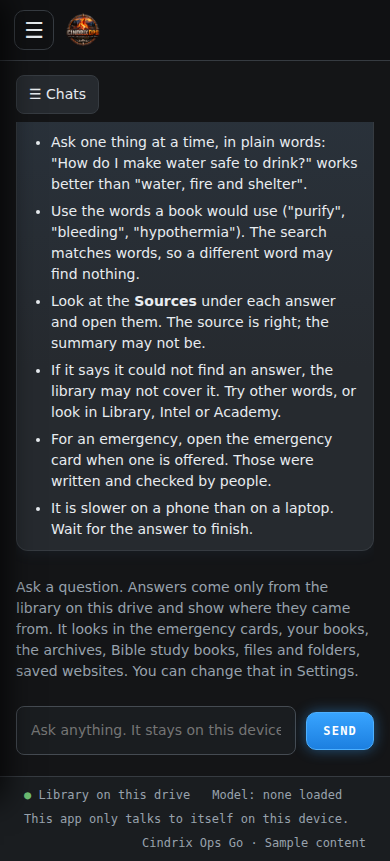 ☰
CINDRIX OPS
☰ Chats
• Ask one thing at a time, in plain words:
"How do I make water safe to drink?" works
better than "water, fire and shelter".
• Use the words a book would use ("purify",
"bleeding", "hypothermia"). The search
matches words, so a different word may
find nothing.
• Look at the Sources under each answer
and open them. The source is right; the
summary may not be.
• If it says it could not find an answer, the
library may not cover it. Try other words, or
look in Library, Intel or Academy.
• For an emergency, open the emergency
card when one is offered. Those were
written and checked by people.
• It is slower on a phone than on a laptop.
Wait for the answer to finish.
Ask a question. Answers come only from the
library on this drive and show where they came
from. It looks in the emergency cards, your books,
the archives, Bible study books, files and folders,
saved websites. You can change that in Settings.
Ask anything. It stays on this device
SEND
● Library on this drive Model: none loaded
This app only talks to itself on this device.
Cindrix Ops Go · Sample content